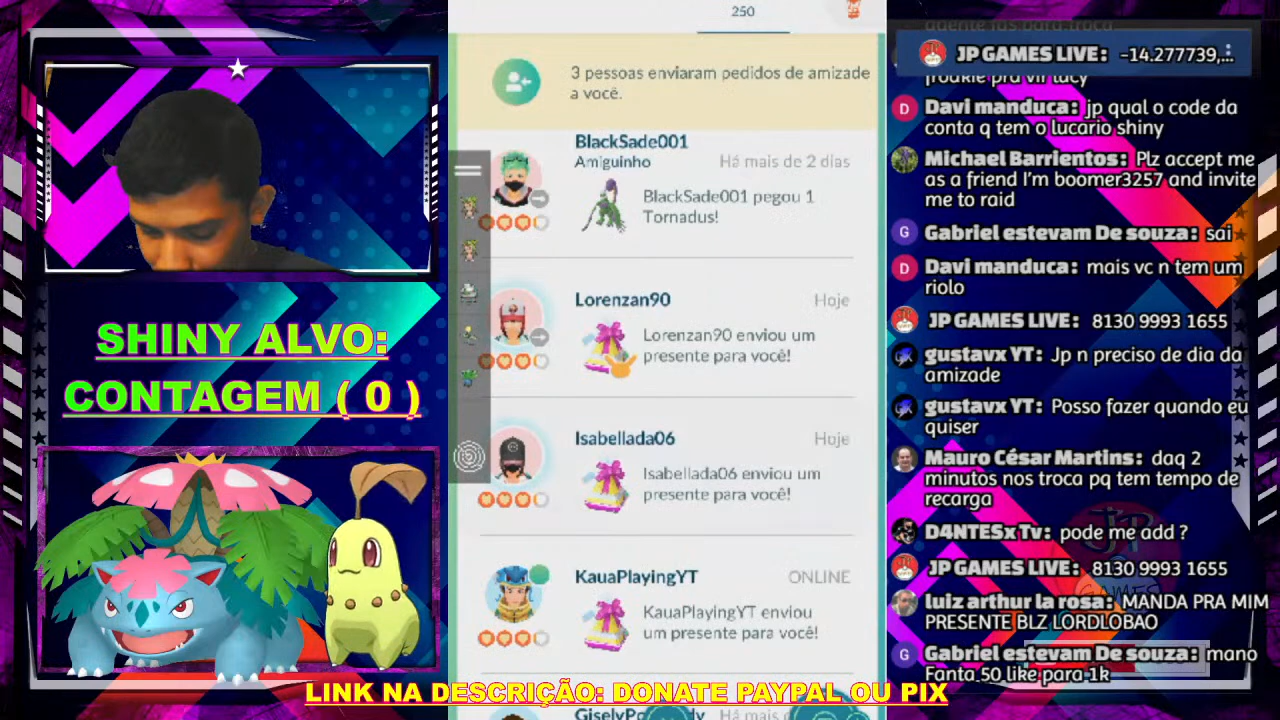 SHINY ALVO:
CONTAGEM ( 0 )
250
3 pessoas enviaram pedidos de amizade
a você.
BlackSade001
Amiguinho
Há mais de 2 dias
BlackSade001 pegou 1
Tornadus!
Lorenzan90
Hoje
Lorenzan90 enviou um
presente para você!
Isabellada06
Hoje
Isabellada06 enviou um
presente para você!
KauaPlayingYT
ONLINE
KauaPlayingYT enviou
um presente para você!
Há mais
JP GAMES LIVE: -14.277739,...
Davi manduca: jp qual o code da
conta q tem o lucario shiny
Michael Barrientos: Plz accept me
as a friend I'm boomer3257 and invite
me to raid
Gabriel estevam De souza: sai
Davi manduca: mais vc n tem um
riolo
JP GAMES LIVE: 8130 9993 1655
gustavx YT: Jp n preciso de dia da
amizade
gustavx YT: Posso fazer quando eu
quiser
Mauro César Martins: daq 2
minutos nos troca pq tem tempo de
recarga
D4NTESx Tv: pode me add ?
JP GAMES LIVE: 8130 9993 1655
luiz arthur la rosa: MANDA PRA MIM
PRESENTE BLZ LORDLOBAO
Gabriel estevam De souza: mano
Fanta 50 like para 1k
LINK NA DESCRIÇÃO: DONATE PAYPAL OU PIX